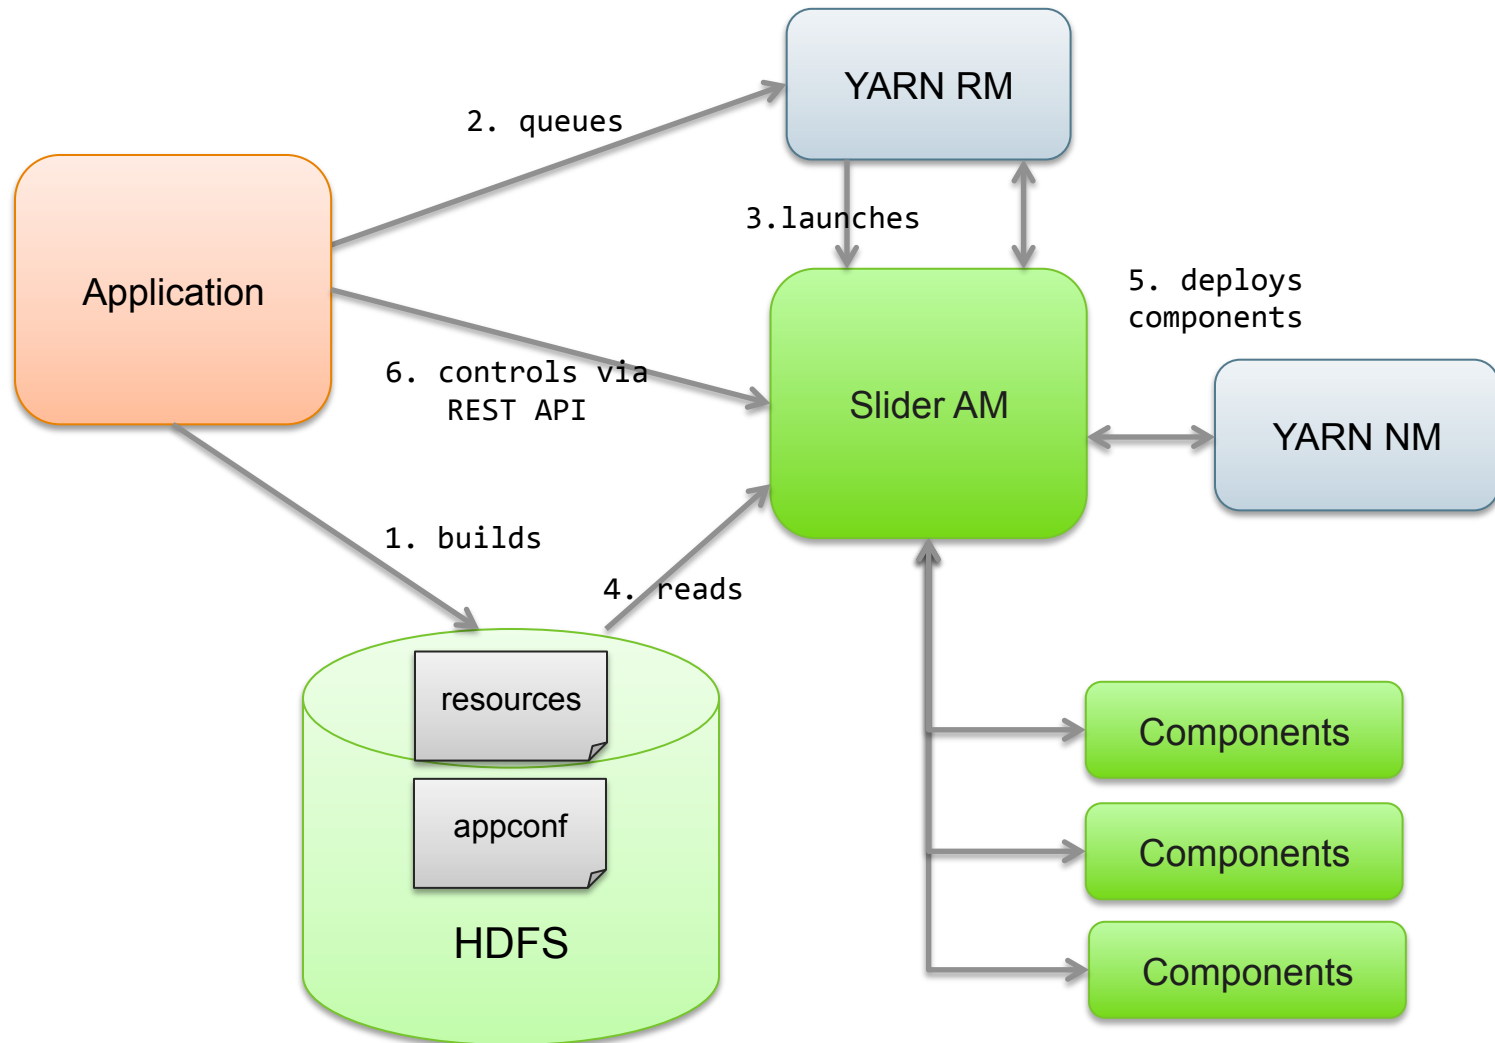 YARN RM
2. queues
3.launches
Application
5. deploys
components
6. controls via
REST API
Slider AM
YARN NM
1. builds
4. reads
resources
Components
appconf
Components
HDFS
Components